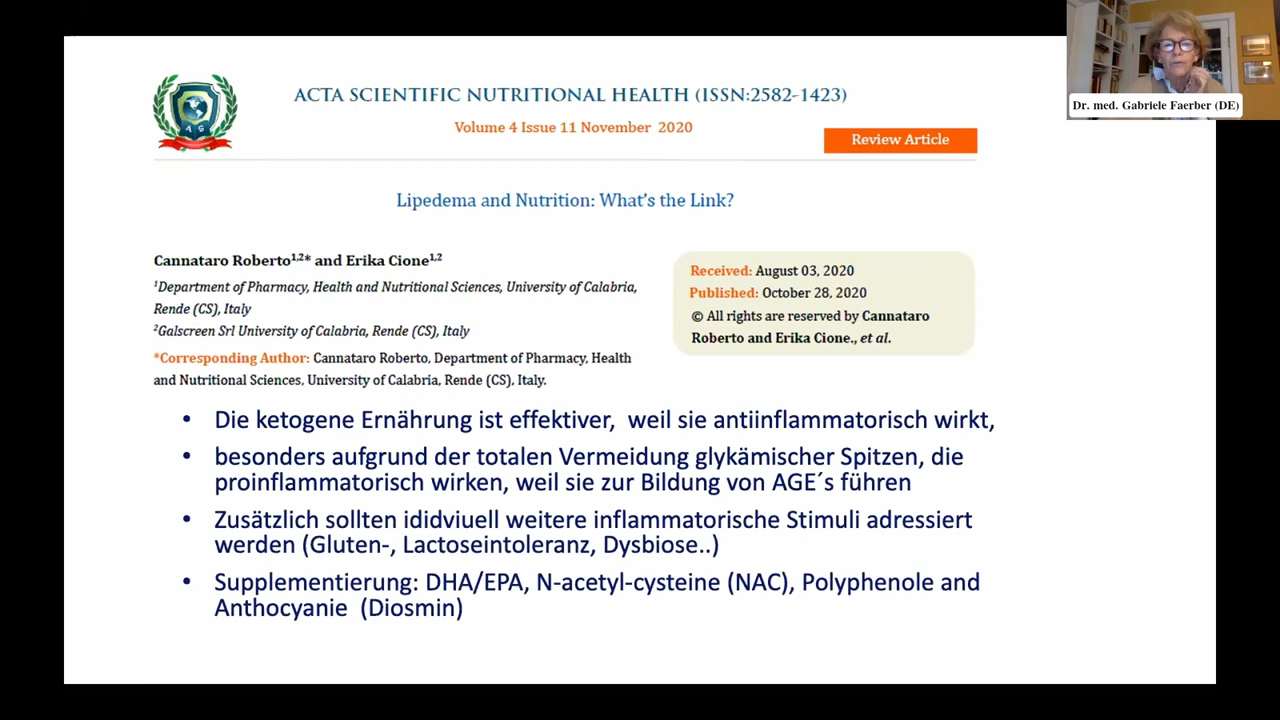 Dr. med. Gabriele Faerber (DE)
ACTA SCIENTIFIC NUTRITIONAL HEALTH (ISSN:2582-1423)
Volume 4 Issue 11 November 2020
Review Article
Lipedema and Nutrition: What's the Link?
Cannataro Roberto1,2* and Erika Cione1,2
1Department of Pharmacy, Health and Nutritional Sciences, University of Calabria,
Rende (CS), Italy
2Galscreen Srl University of Calabria, Rende (CS), Italy
*Corresponding Author: Cannataro Roberto, Department of Pharmacy, Health
and Nutritional Sciences, University of Calabria, Rende (CS), Italy.
Received: August 03, 2020
Published: October 28, 2020
© All rights are reserved by Cannataro
Roberto and Erika Cione., et al.
• Die ketogene Ernährung ist effektiver, weil sie antiinflammatorisch wirkt,
• besonders aufgrund der totalen Vermeidung glykämischer Spitzen, die
proinflammatorisch wirken, weil sie zur Bildung von AGE´s führen
• Zusätzlich sollten ididviuell weitere inflammatorische Stimuli adressiert
werden (Gluten-, Lactoseintoleranz, Dysbiose..)
• Supplementierung: DHA/EPA, N-acetyl-cysteine (NAC), Polyphenole and
Anthocyanie (Diosmin)